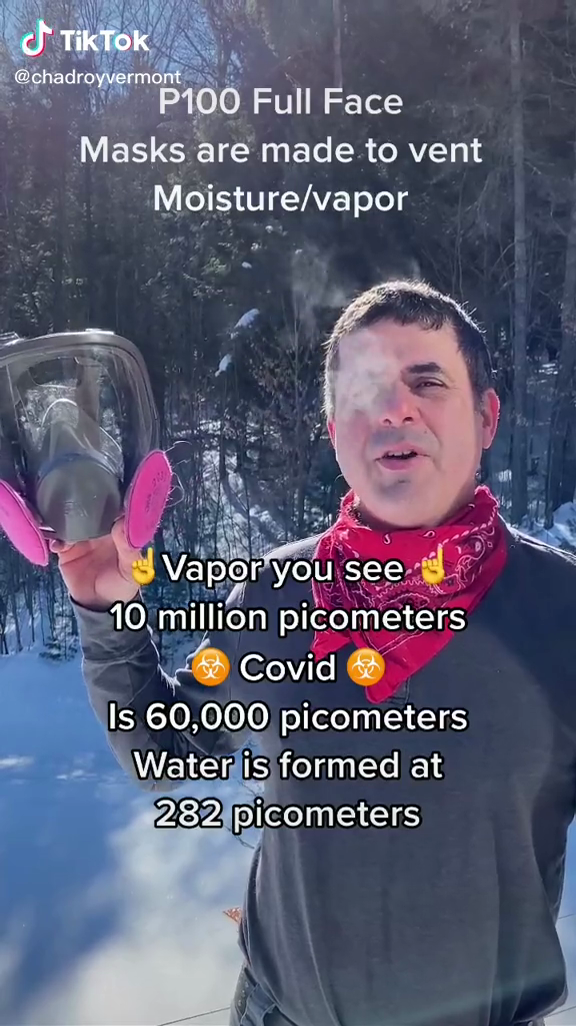 TikTok
@chadroyvermont
P100 Full Face
Masks are made to vent
Moisture/vapor
☝Vapor you see ☝
10 million picometers
☣ Covid ☣
Is 60,000 picometers
Water is formed at
282 picometers